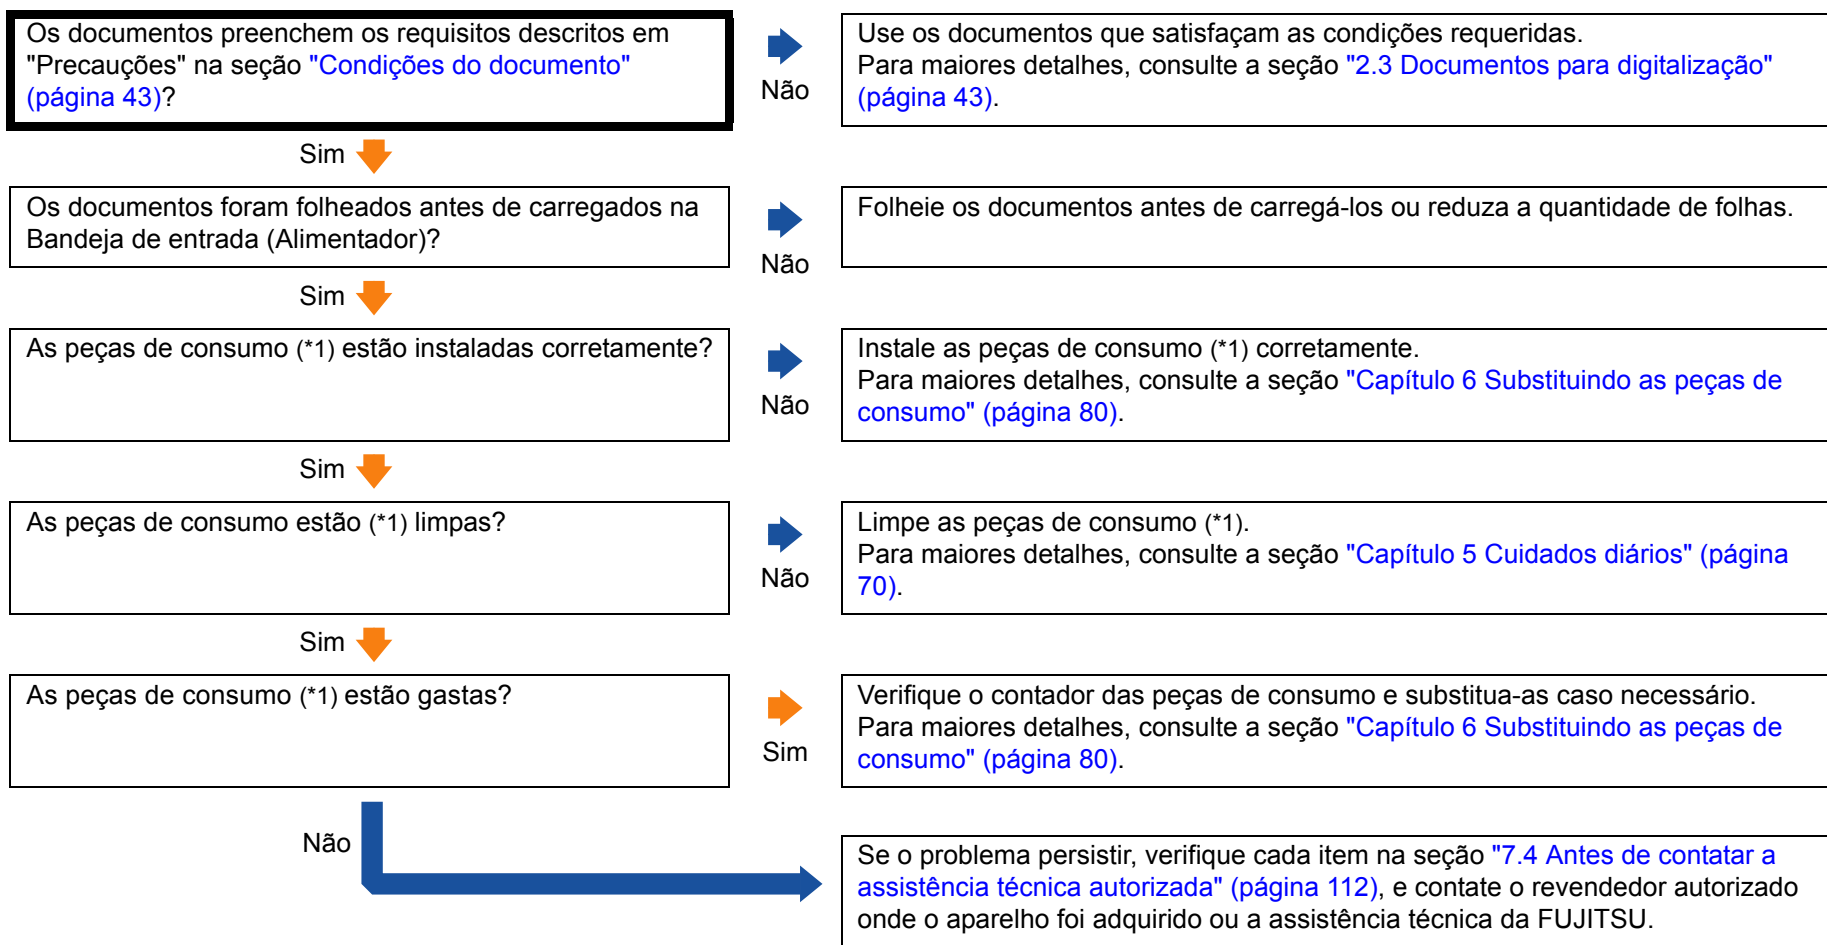 Os documentos preenchem os requisitos descritos em
"Precauções" na seção "Condições do documento"
(página 43)?
Não
Use os documentos que satisfaçam as condições requeridas.
Para maiores detalhes, consulte a seção "2.3 Documentos para digitalização"
(página 43).
Sim
Os documentos foram folheados antes de carregados na
Bandeja de entrada (Alimentador)?
Não
Folheie os documentos antes de carregá-los ou reduza a quantidade de folhas.
Sim
As peças de consumo (*1) estão instaladas corretamente?
Não
Instale as peças de consumo (*1) corretamente.
Para maiores detalhes, consulte a seção "Capítulo 6 Substituindo as peças de
consumo" (página 80).
Sim
As peças de consumo estão (*1) limpas?
Não
Limpe as peças de consumo (*1).
Para maiores detalhes, consulte a seção "Capítulo 5 Cuidados diários" (página
70).
Sim
As peças de consumo (*1) estão gastas?
Sim
Verifique o contador das peças de consumo e substitua-as caso necessário.
Para maiores detalhes, consulte a seção "Capítulo 6 Substituindo as peças de
consumo" (página 80).
Não
Se o problema persistir, verifique cada item na seção "7.4 Antes de contatar a
assistência técnica autorizada" (página 112), e contate o revendedor autorizado
onde o aparelho foi adquirido ou a assistência técnica da FUJITSU.